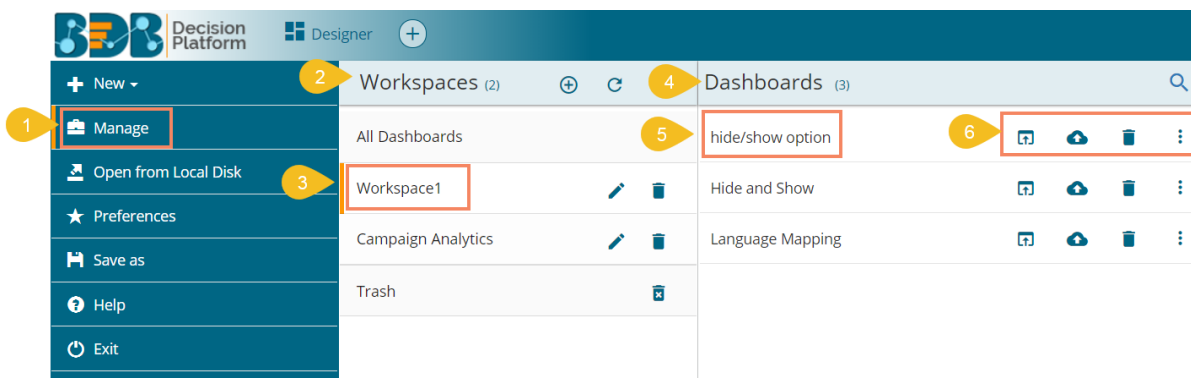 BDB Decision
Platform
Designer
New
Manage
Open from Local Disk
Preferences
Save as
Help
Exit
1
2
Workspaces (2)
All Dashboards
3
Workspace1
Campaign Analytics
Trash
4
Dashboards (3)
5
hide/show option
6
Hide and Show
Language Mapping